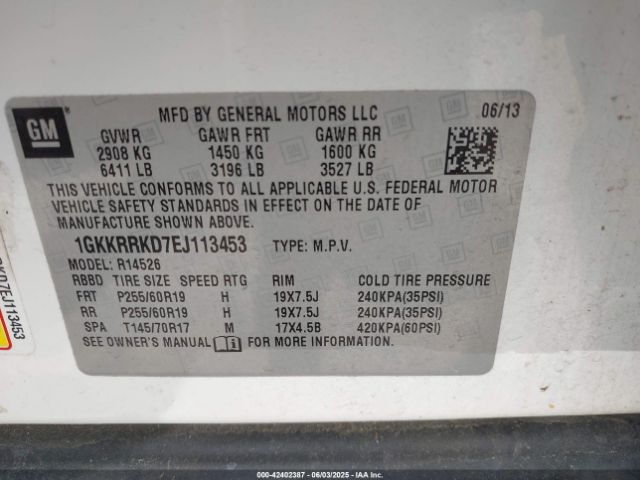 GM
MFD BY GENERAL MOTORS LLC 06/13
GVWR GAWR FRT GAWR RR
2908 KG 1450 KG 1600 KG
6411 LB 3196 LB 3527 LB
THIS VEHICLE CONFORMS TO ALL APPLICABLE U.S. FEDERAL MOTOR
VEHICLE SAFETY STANDARDS IN EFFECT ON THE DATE OF
MANUFACTURE SHOWN ABOVE.
1GKKRRKD7EJ113453 TYPE: M.P.V.
MODEL: R14526
RBBD TIRE SIZE SPEED RTG RIM COLD TIRE PRESSURE
FRT P255/60R19 H 19X7.5J 240KPA(35PSI)
RR P255/60R19 H 19X7.5J 240KPA(35PSI)
SPA T145/70R17 M 17X4.5B 420KPA(60PSI)
SEE OWNER'S MANUAL FOR MORE INFORMATION.
KD7EJ113453
000-42402387 - 06/03/2025 - IAA